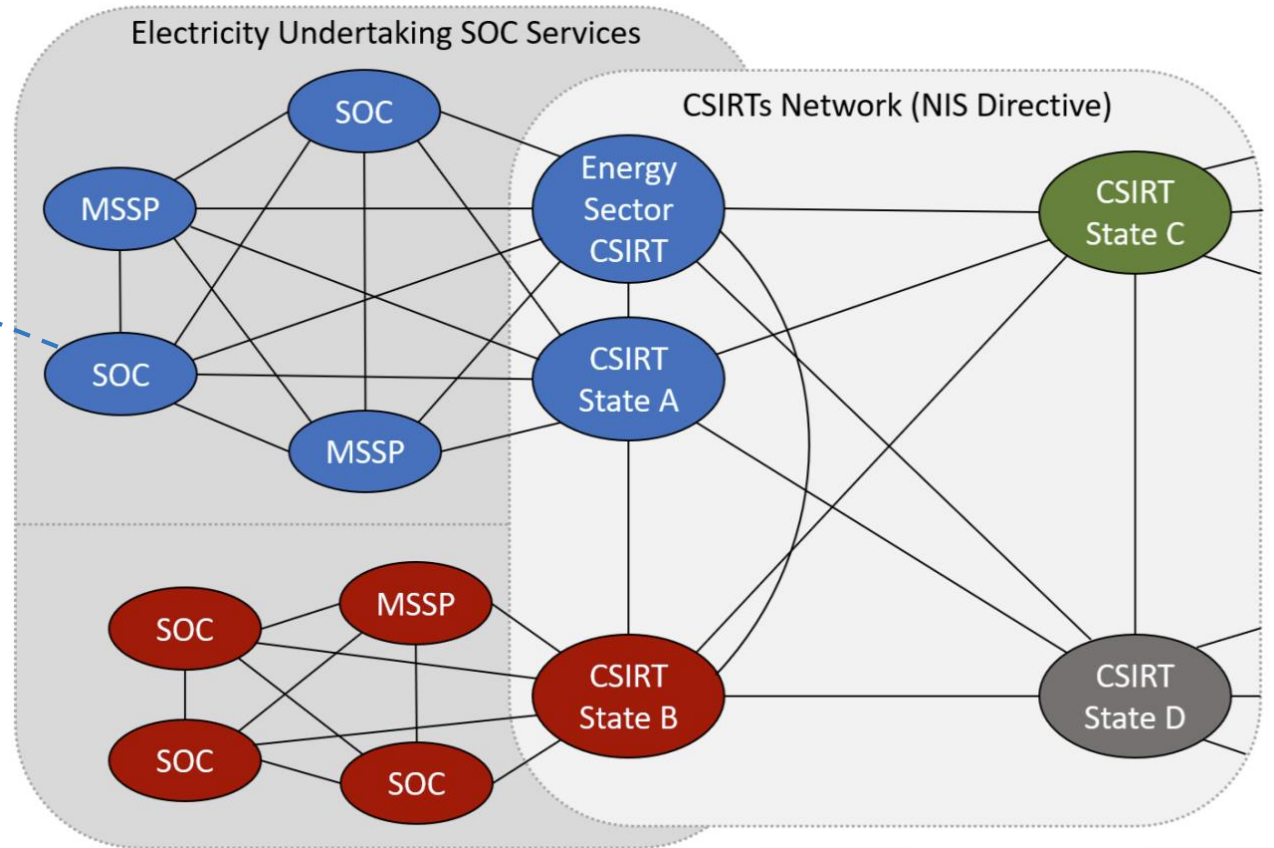 Electricity Undertaking SOC Services
CSIRTs Network (NIS Directive)
SOC
Energy
Sector
CSIRT
CSIRT
State C
MSSP
SOC
CSIRT
State A
MSSP
SOC
MSSP
CSIRT
State B
CSIRT
State D
SOC
SOC